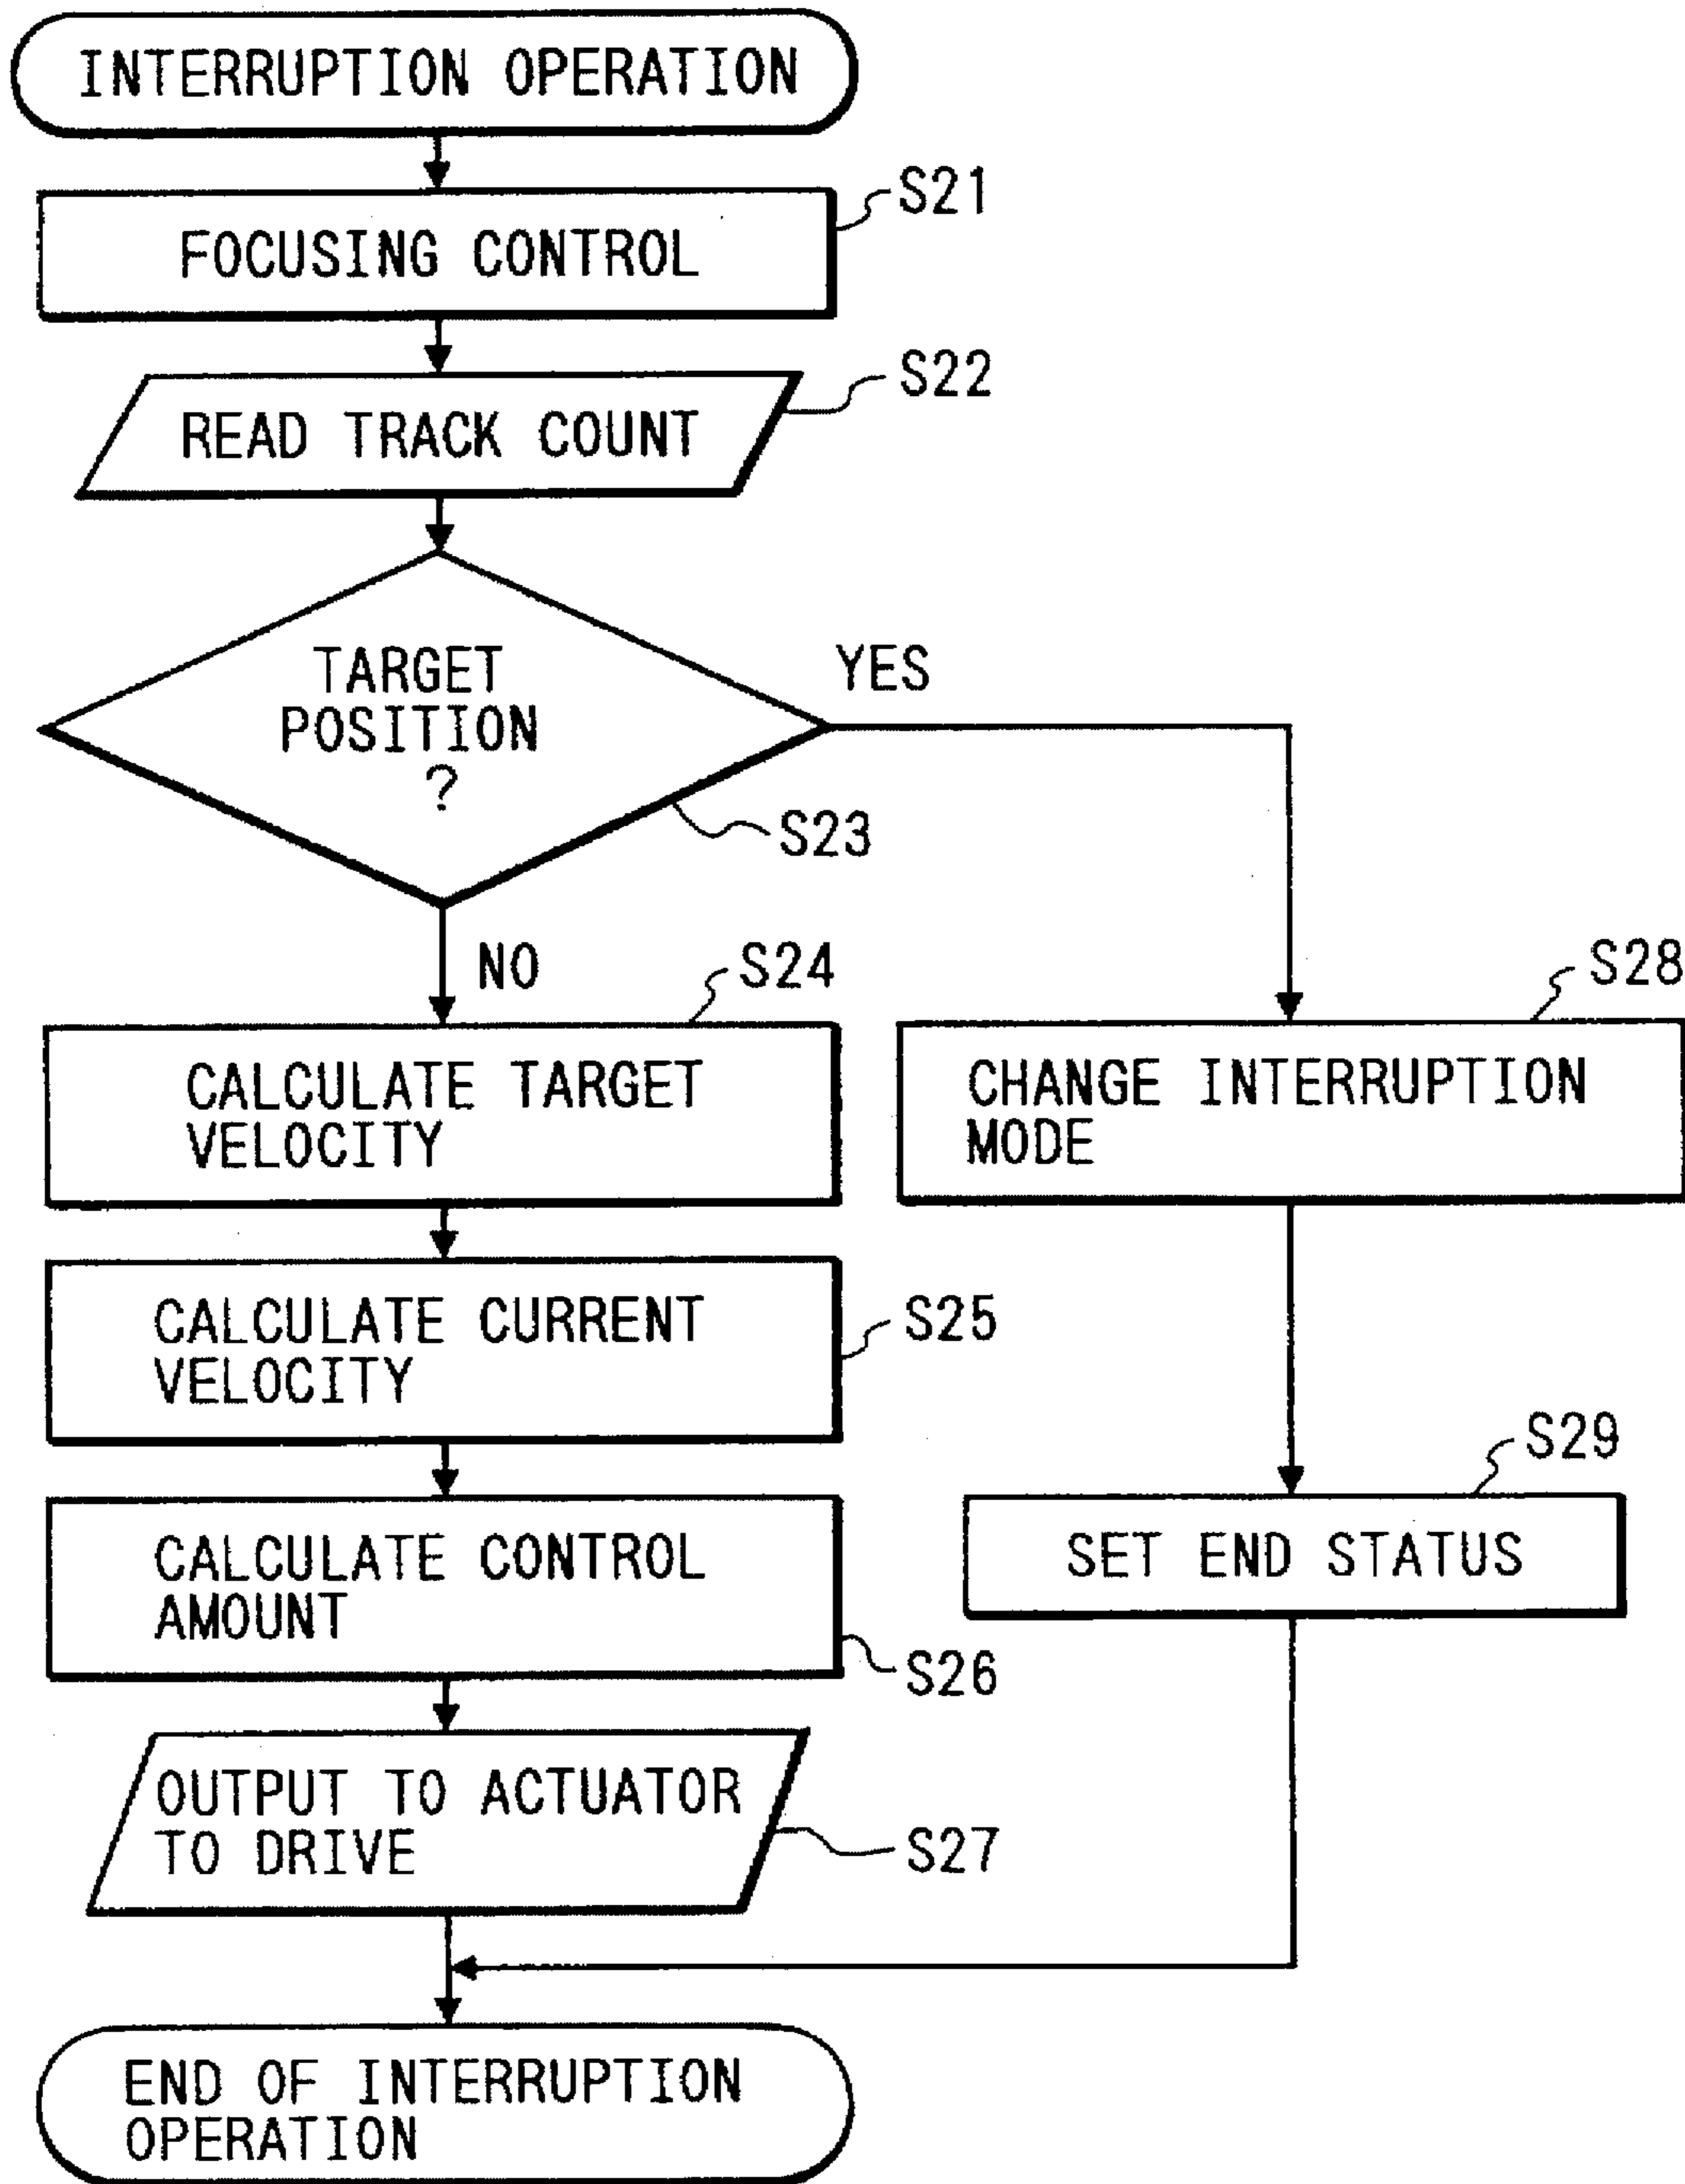 INTERRUPTION OPERATION
S21
FOCUSING CONTROL
S22
READ TRACK COUNT
TARGET
POSITION
?
YES
S23
NO
S24
CALCULATE TARGET
VELOCITY
S28
CHANGE INTERRUPTION
MODE
CALCULATE CURRENT
VELOCITY
S25
S29
SET END STATUS
CALCULATE CONTROL
AMOUNT
S26
OUTPUT TO ACTUATOR
TO DRIVE
S27
END OF INTERRUPTION
OPERATION